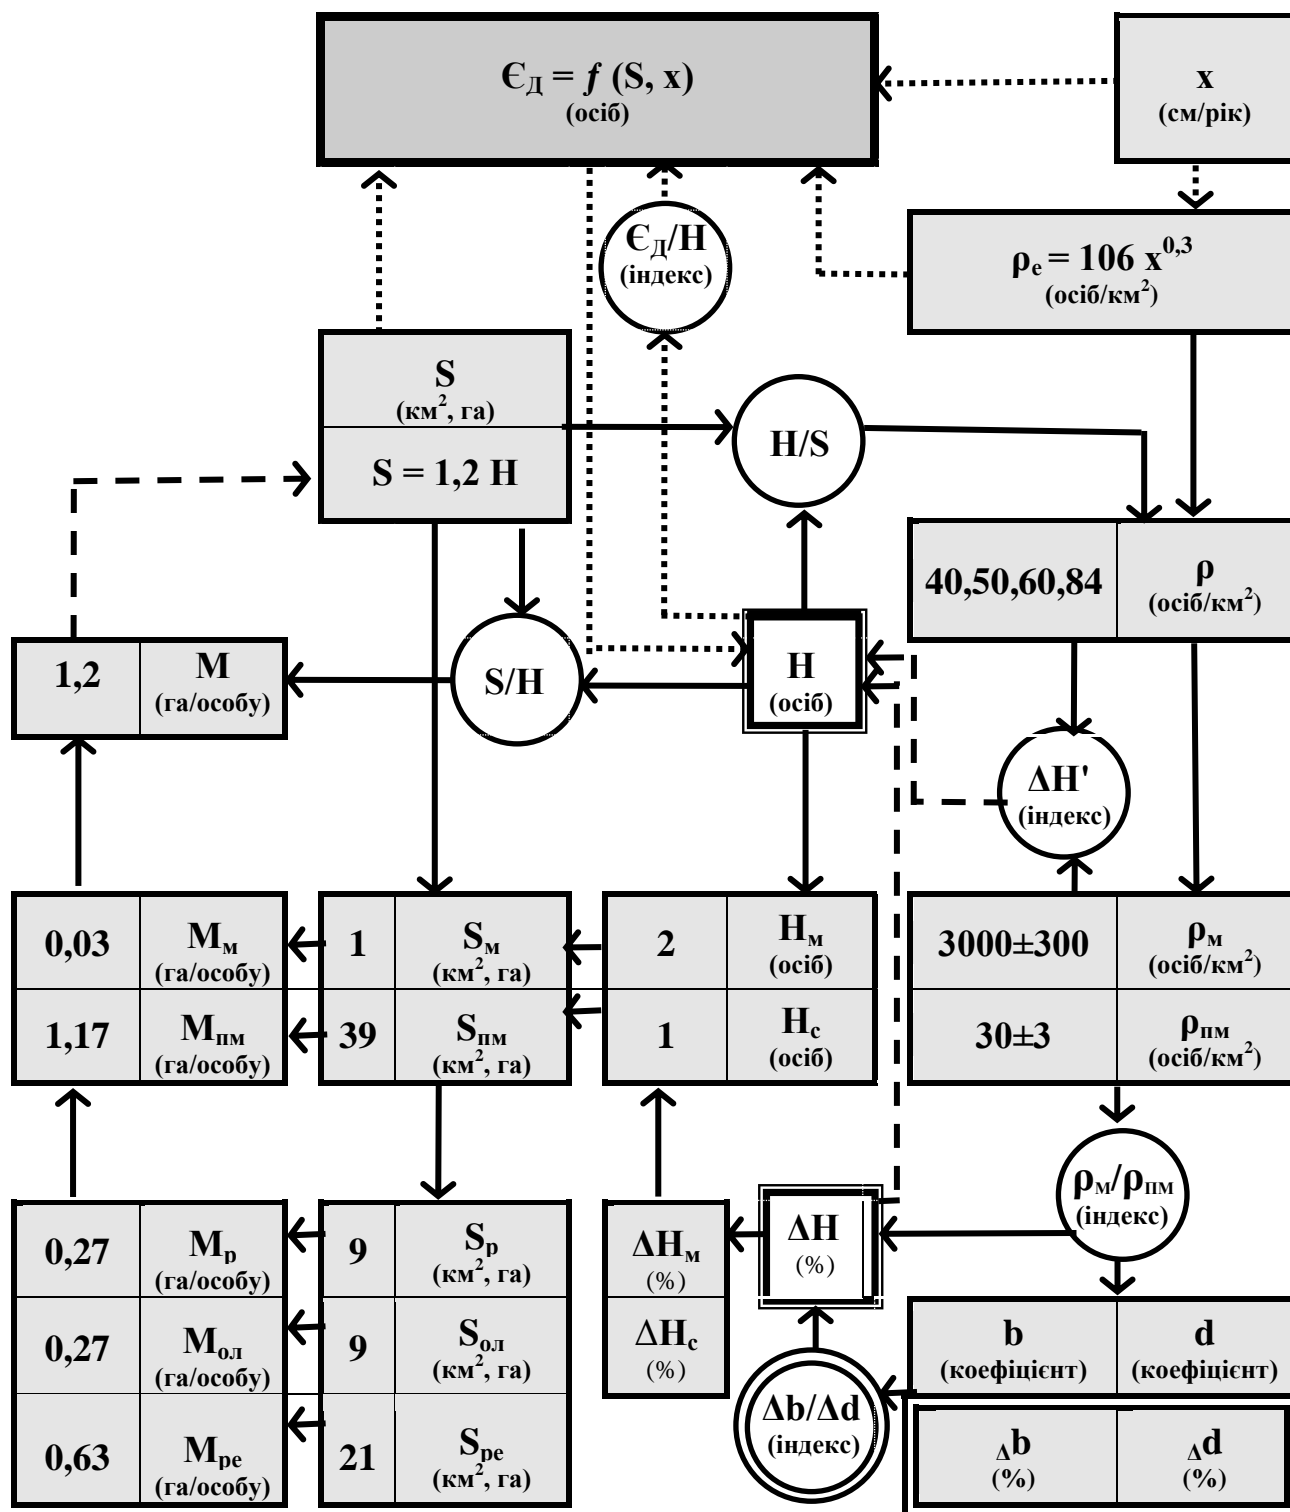 Є_Д = f (S, x)
(осіб)
x
(см/рік)
Є_Д/Н
(індекс)
ρ_е = 106 x^0,3
(осіб/км²)
S
(км², га)
S = 1,2 Н
Н/S
40,50,60,84
ρ
(осіб/км²)
1,2
М
(га/особу)
S/Н
Н
(осіб)
ΔН'
(індекс)
0,03
М_м
(га/особу)
1
S_м
(км², га)
2
Н_м
(осіб)
3000±300
ρ_м
(осіб/км²)
1,17
М_пм
(га/особу)
39
S_пм
(км², га)
1
Н_с
(осіб)
30±3
ρ_пм
(осіб/км²)
ρ_м/ρ_пм
(індекс)
0,27
М_р
(га/особу)
9
S_р
(км², га)
ΔН_м
(%)
ΔН
(%)
0,27
М_ол
(га/особу)
9
S_ол
(км², га)
ΔН_с
(%)
b
(коефіцієнт)
d
(коефіцієнт)
0,63
М_ре
(га/особу)
21
S_ре
(км², га)
Δb/Δd
(індекс)
Δb
(%)
Δd
(%)